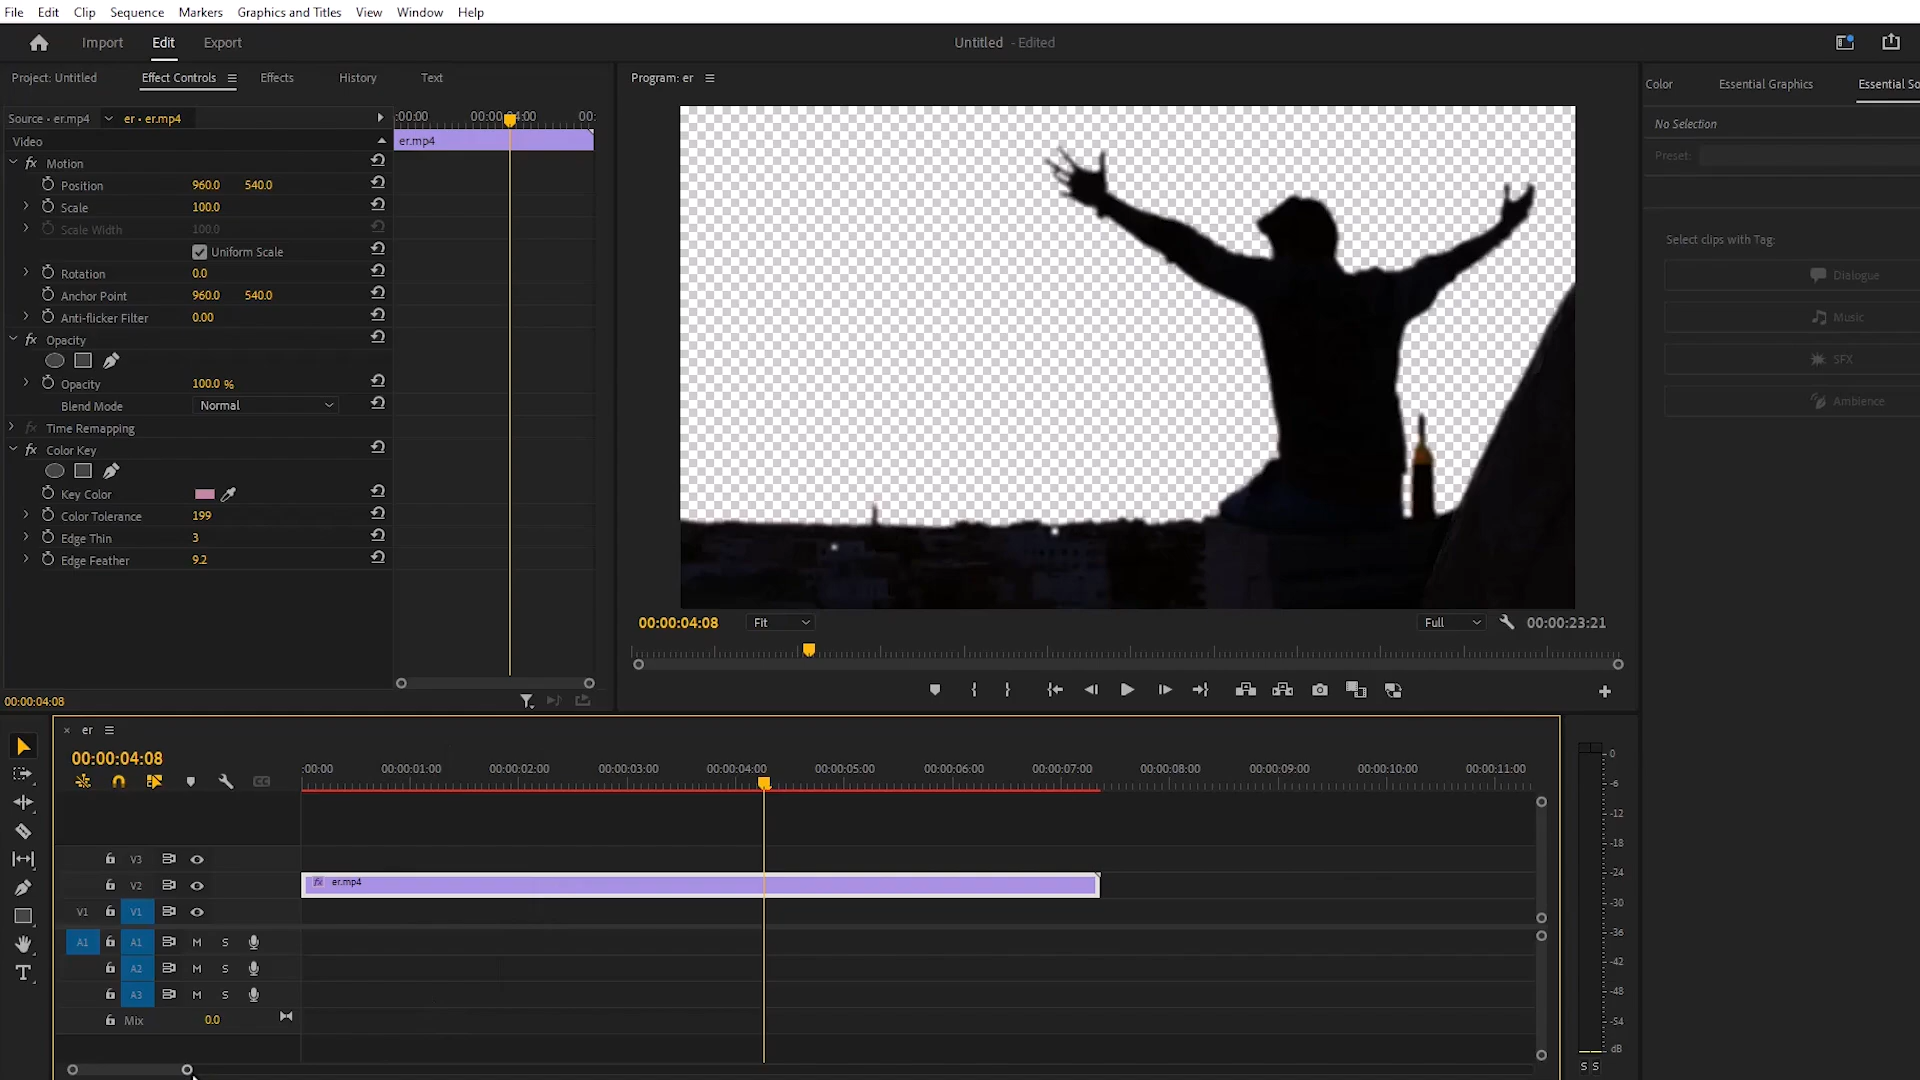 File Edit Clip Sequence Markers Graphics and Titles View Window Help
Import Edit Export Untitled - Edited
Project: Untitled Effect Controls Effects History Text
Program: er
Color Essential Graphics Essential So
Source • er.mp4 er • er.mp4 :00:00 00:00:04:00 00:
No Selection
Video er.mp4
Preset:
Motion
Position 960.0 540.0
Scale 100.0
Scale Width 100.0
Uniform Scale
Select clips with Tag:
Rotation 0.0
Dialogue
Anchor Point 960.0 540.0
Anti-flicker Filter 0.00
Music
Opacity
SFX
Opacity 100.0 %
Ambience
Blend Mode Normal
Time Remapping
Color Key
Key Color
Color Tolerance 199
Edge Thin 3
Edge Feather 9.2
00:00:04:08 Fit Full 00:00:23:21
00:00:04:08
er
00:00:04:08
:00:00 00:00:01:00 00:00:02:00 00:00:03:00 00:00:04:00 00:00:05:00 00:00:06:00 00:00:07:00 00:00:08:00 00:00:09:00 00:00:10:00 00:00:11:00
CC
V3
V2 fx er.mp4
V1 V1
A1 A1 M S
A2 M S
A3 M S
Mix 0.0
0
-6
-12
-18
-24
-30
-36
-42
-48
-54
dB
S S